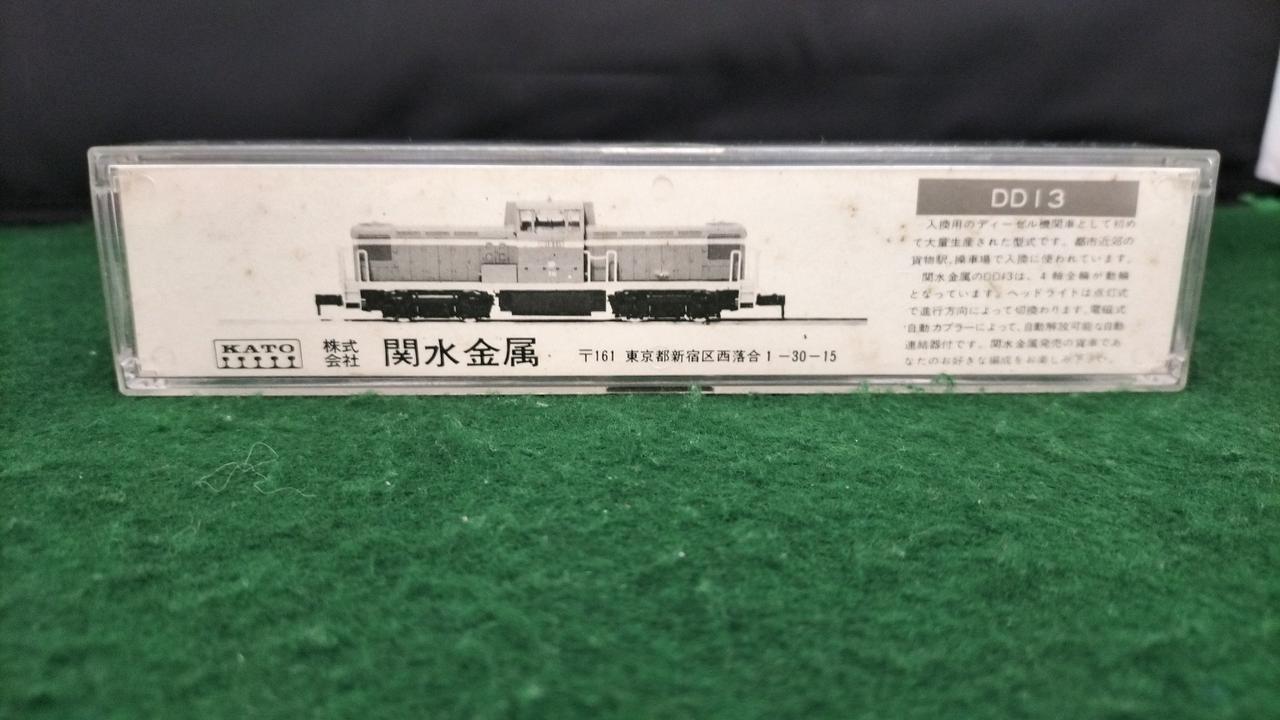 DD13
入換用のディーゼル機関車として初め
て大量生産された型式です。都市近郊の
貨物駅、操車場で入換に使われています。
関水金属のDD13は、4輪全輪が動輪
となっています。ヘッドライトは点灯式
で進行方向によって切換わります。電磁式
自動カプラーによって、自動解放可能な自動
連結器付です。関水金属発売の貨車であ
なたのお好きな編成をお楽しみ下さい。
KATO
株式会社 関水金属 〒161 東京都新宿区西落合1-30-15